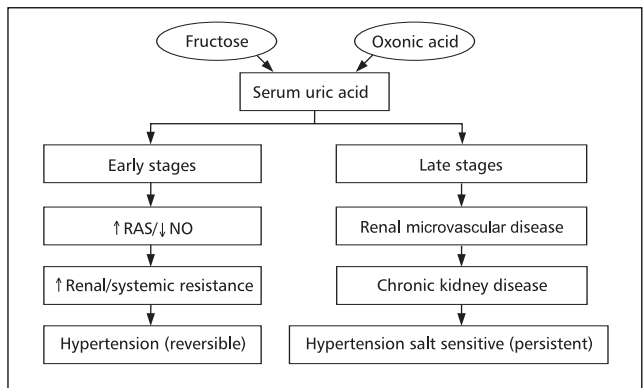 Fructose
Oxonic acid
Serum uric acid
Early stages
Late stages
↑RAS/↓NO
Renal microvascular disease
↑Renal/systemic resistance
Chronic kidney disease
Hypertension (reversible)
Hypertension salt sensitive (persistent)